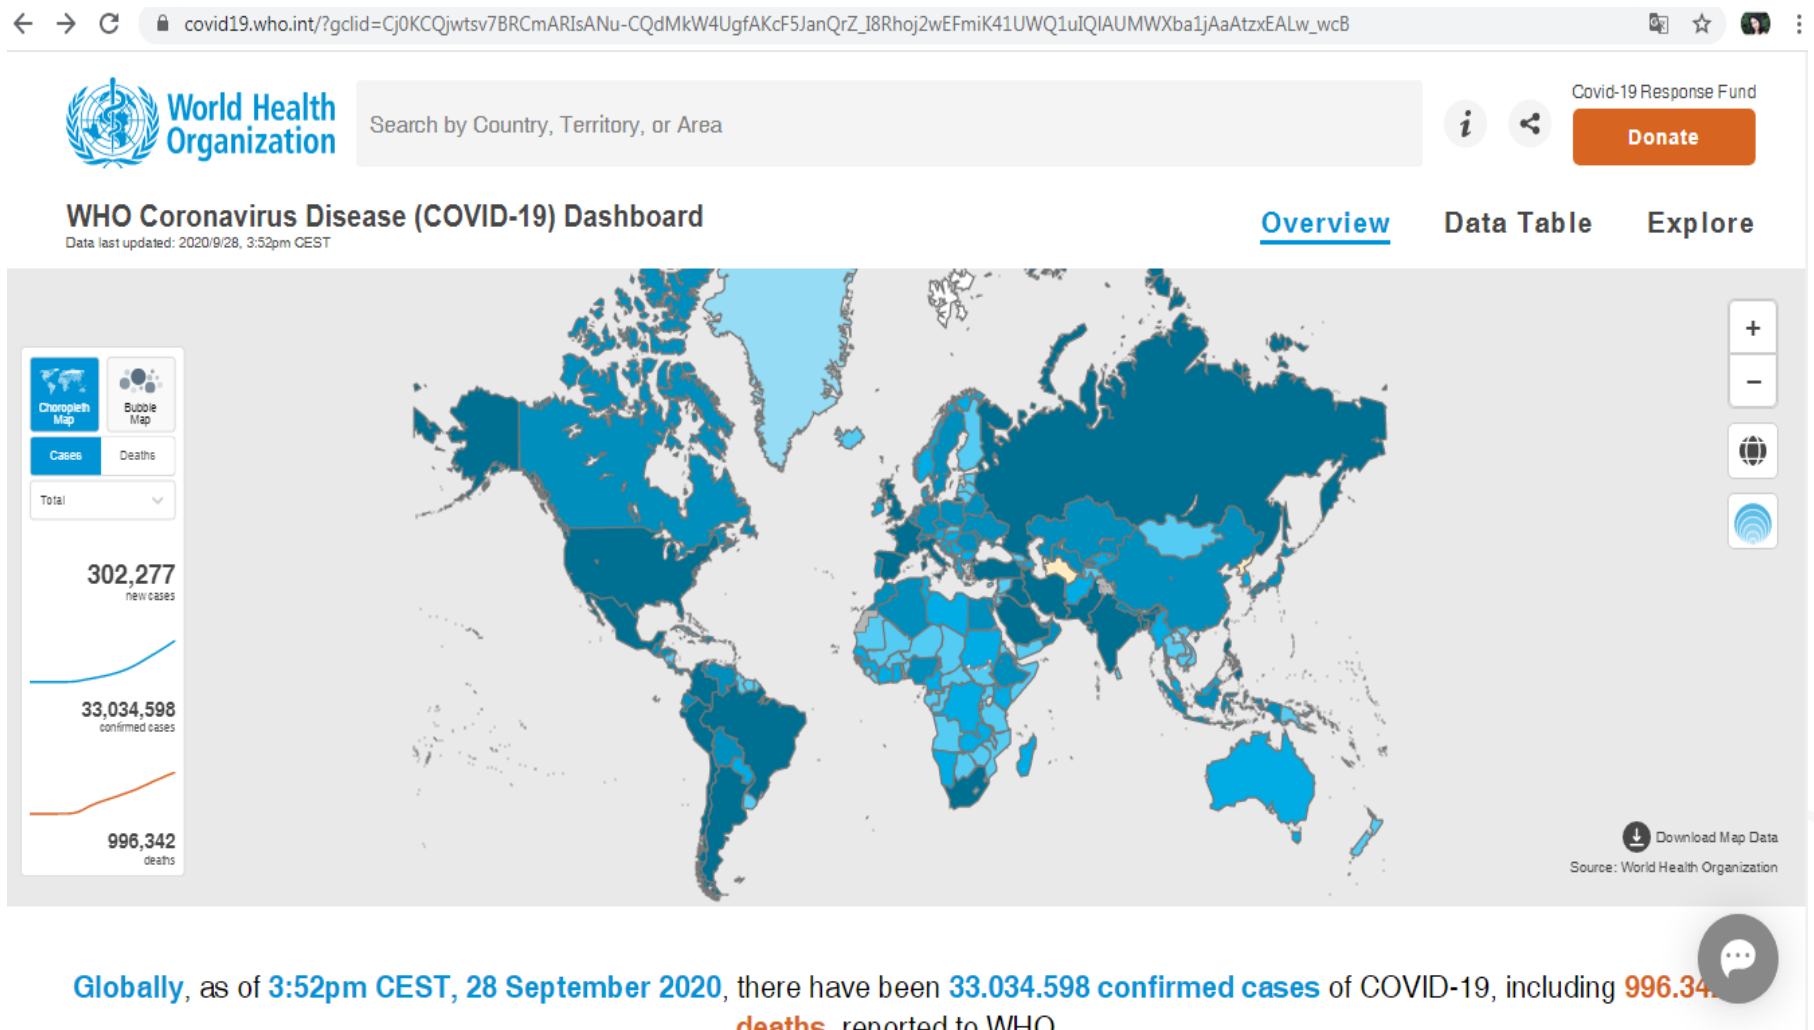 covid19.who.int/?gclid=Cj0KCQjwtsv7BRCmARIsANu-CQdMkW4UgfAKcF5JanQrZ_I8Rhoj2wEFmiK41UWQ1uIQIAUMWXba1jAaAtzxEALw_wcB
World Health
Organization
Search by Country, Territory, or Area
i
Covid-19 Response Fund
Donate
WHO Coronavirus Disease (COVID-19) Dashboard
Data last updated: 2020/9/28, 3:52pm CEST
Overview
Data Table
Explore
Choropleth
Map
Bubble
Map
Cases
Deaths
Total
302,277
new cases
33,034,598
confirmed cases
996,342
deaths
+
−
Download Map Data
Source: World Health Organization
Globally, as of 3:52pm CEST, 28 September 2020, there have been 33.034.598 confirmed cases of COVID-19, including
deaths, reported to WHO